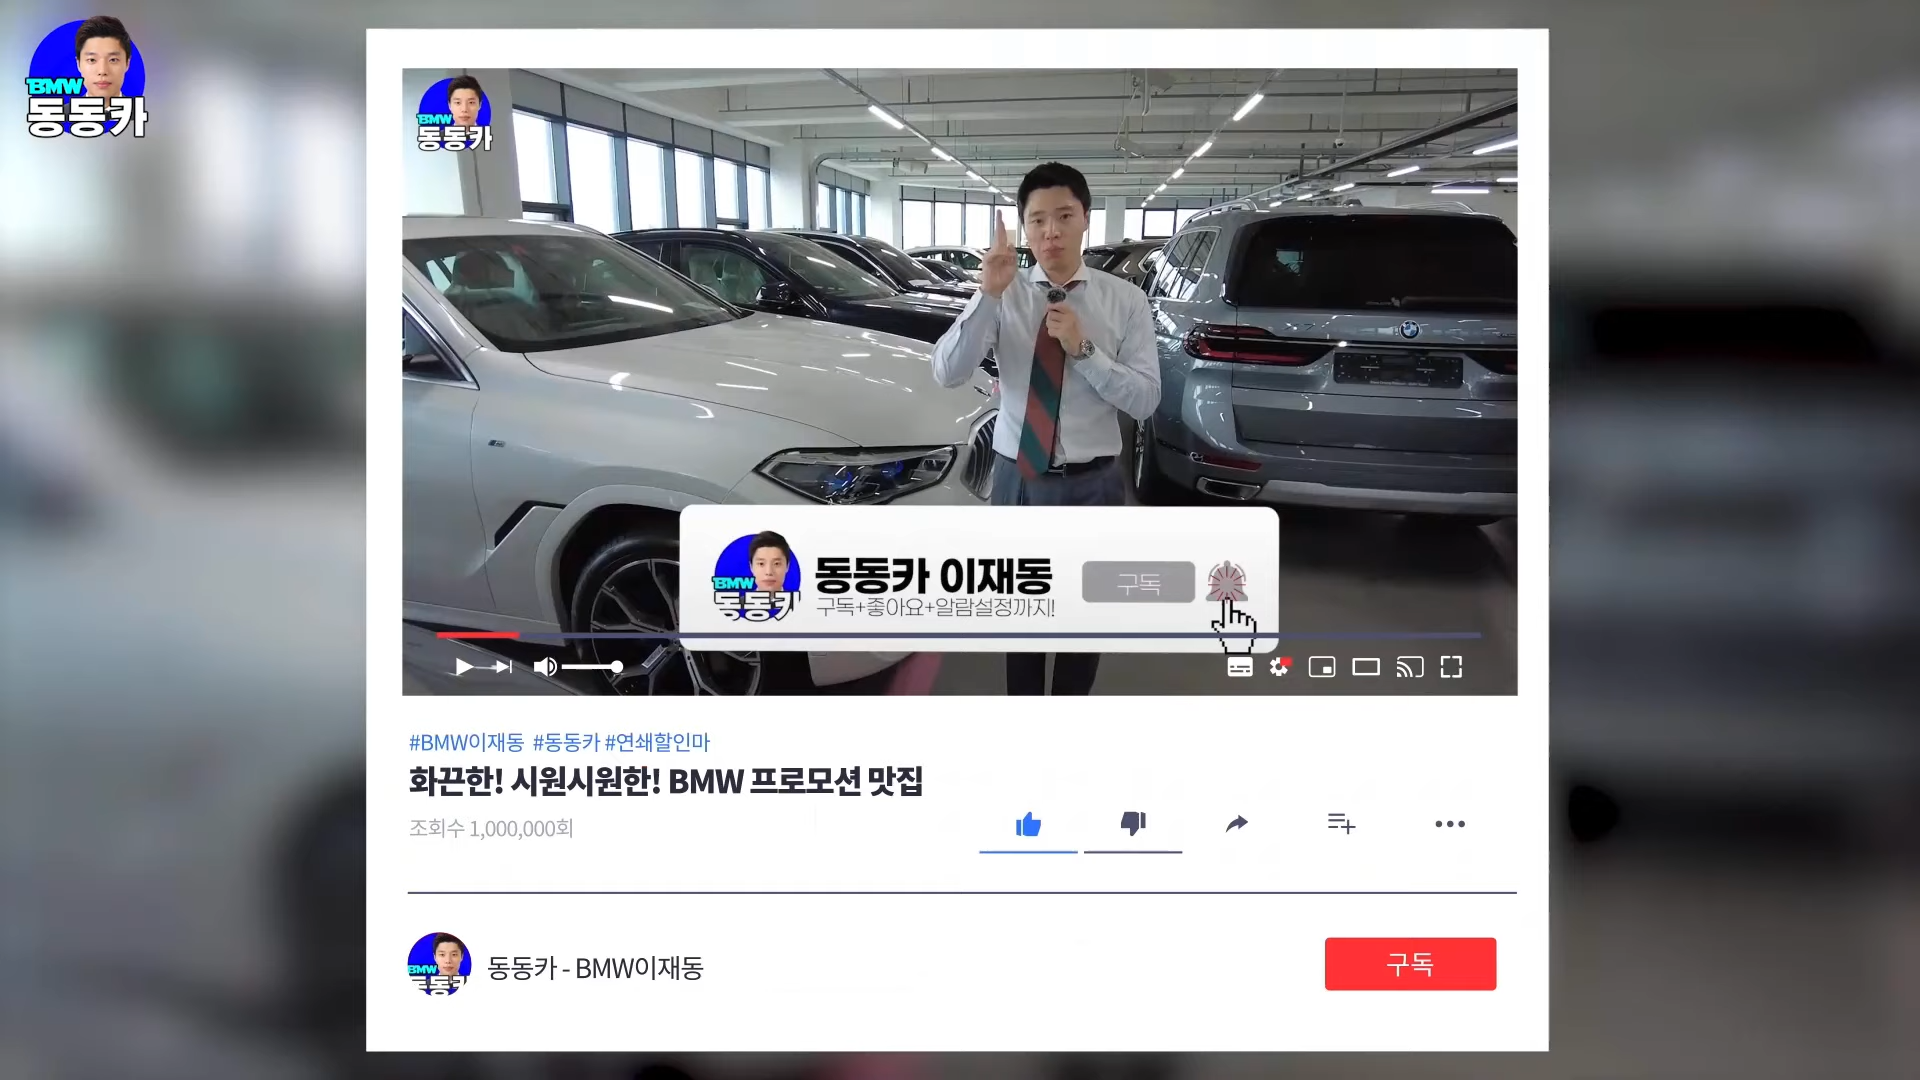 BMW
동동카
BMW
동동카
BMW
동동카
동동카 이재동
구독+좋아요+알람설정까지!
구독
#BMW이재동 #동동카 #연쇄할인마
화끈한! 시원시원한! BMW 프로모션 맛집
조회수 1,000,000회
BMW
동동카
동동카 - BMW이재동
구독